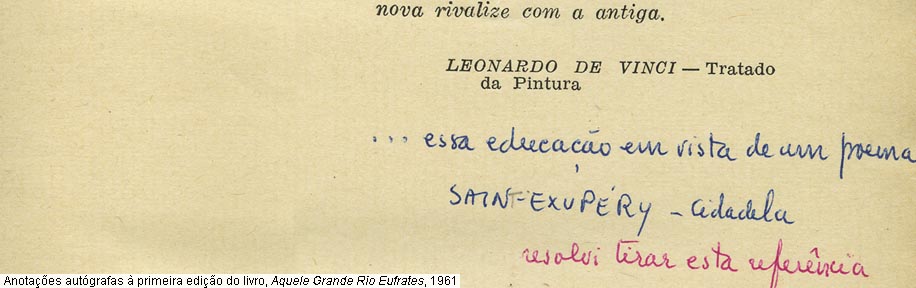 nova rivalize com a antiga.
LEONARDO DE VINCI — Tratado
da Pintura
... essa educação em vista de um poema
SAINT-EXUPÉRY – Cidadela
resolvi tirar esta referência
Anotações autógrafas à primeira edição do livro, Aquele Grande Rio Eufrates, 1961